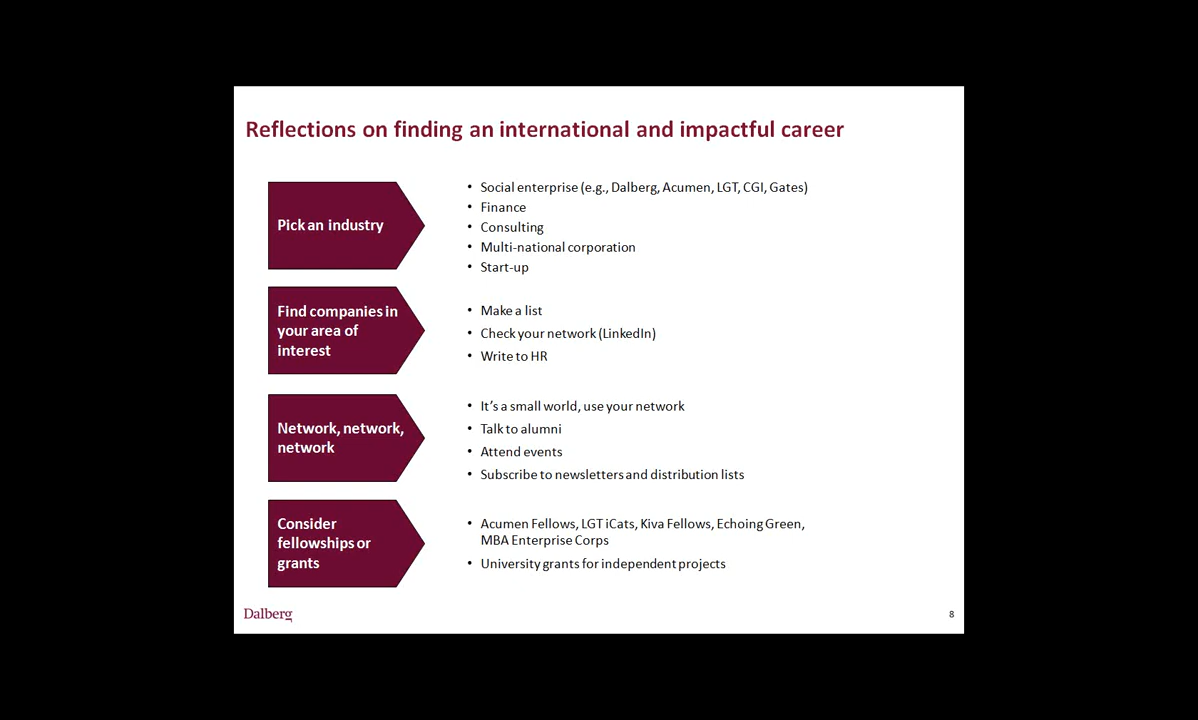 Reflections on finding an international and impactful career
Pick an industry
• Social enterprise (e.g., Dalberg, Acumen, LGT, CGI, Gates)
• Finance
• Consulting
• Multi-national corporation
• Start-up
Find companies in
your area of
interest
• Make a list
• Check your network (LinkedIn)
• Write to HR
Network, network,
network
• It's a small world, use your network
• Talk to alumni
• Attend events
• Subscribe to newsletters and distribution lists
Consider
fellowships or
grants
• Acumen Fellows, LGT iCats, Kiva Fellows, Echoing Green,
MBA Enterprise Corps
• University grants for independent projects
Dalberg
8